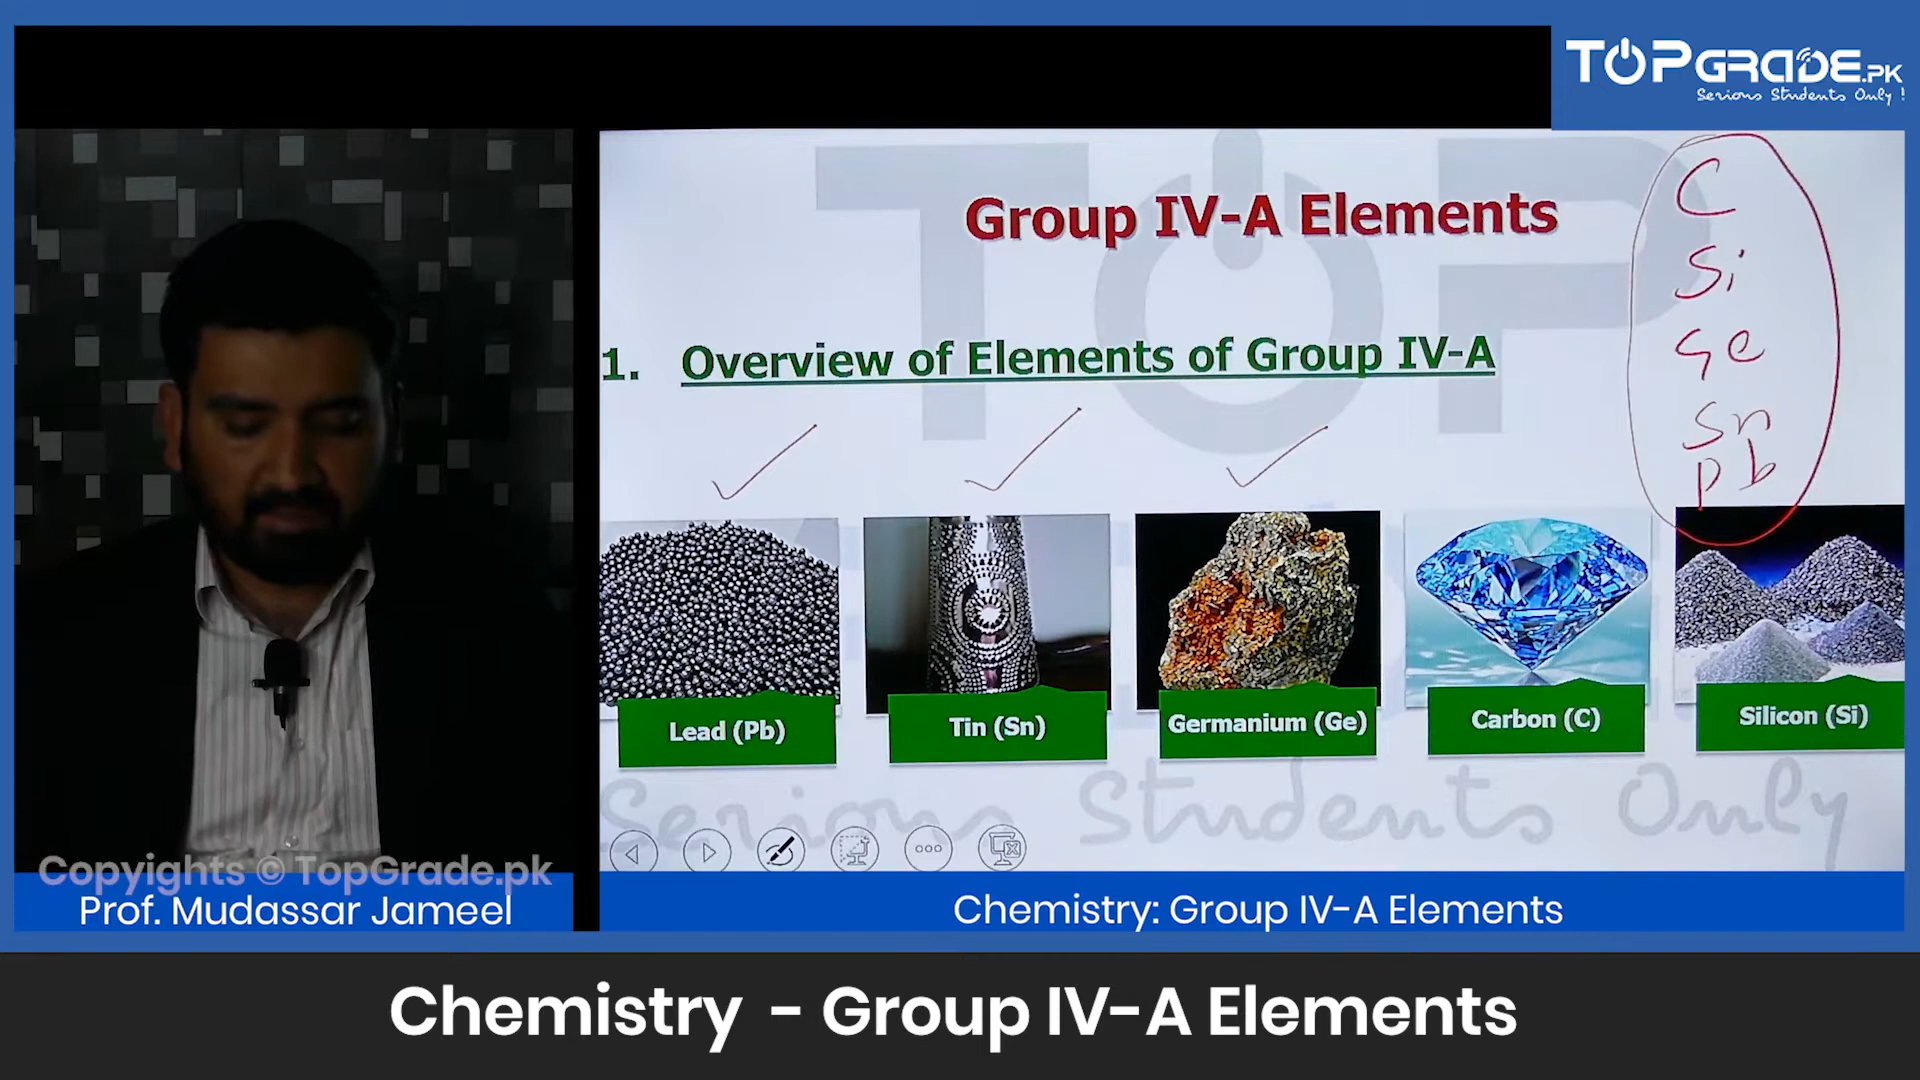 TOPGRADE.PK
Serious Students Only !
TOP
Group IV-A Elements
C
Si
Ge
Sn
Pb
1. Overview of Elements of Group IV-A
Lead (Pb)
Tin (Sn)
Germanium (Ge)
Carbon (C)
Silicon (Si)
Serious Students Only
Copyights © TopGrade.pk
Prof. Mudassar Jameel
Chemistry: Group IV-A Elements
Chemistry - Group IV-A Elements